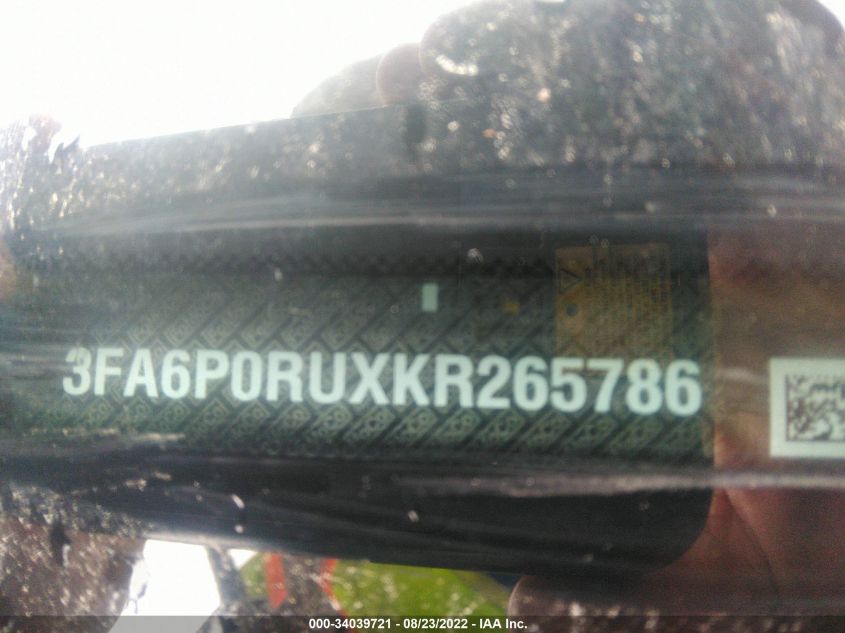 3FA6P0RUXKR265786
000-34039721 - 08/23/2022 - IAA Inc.